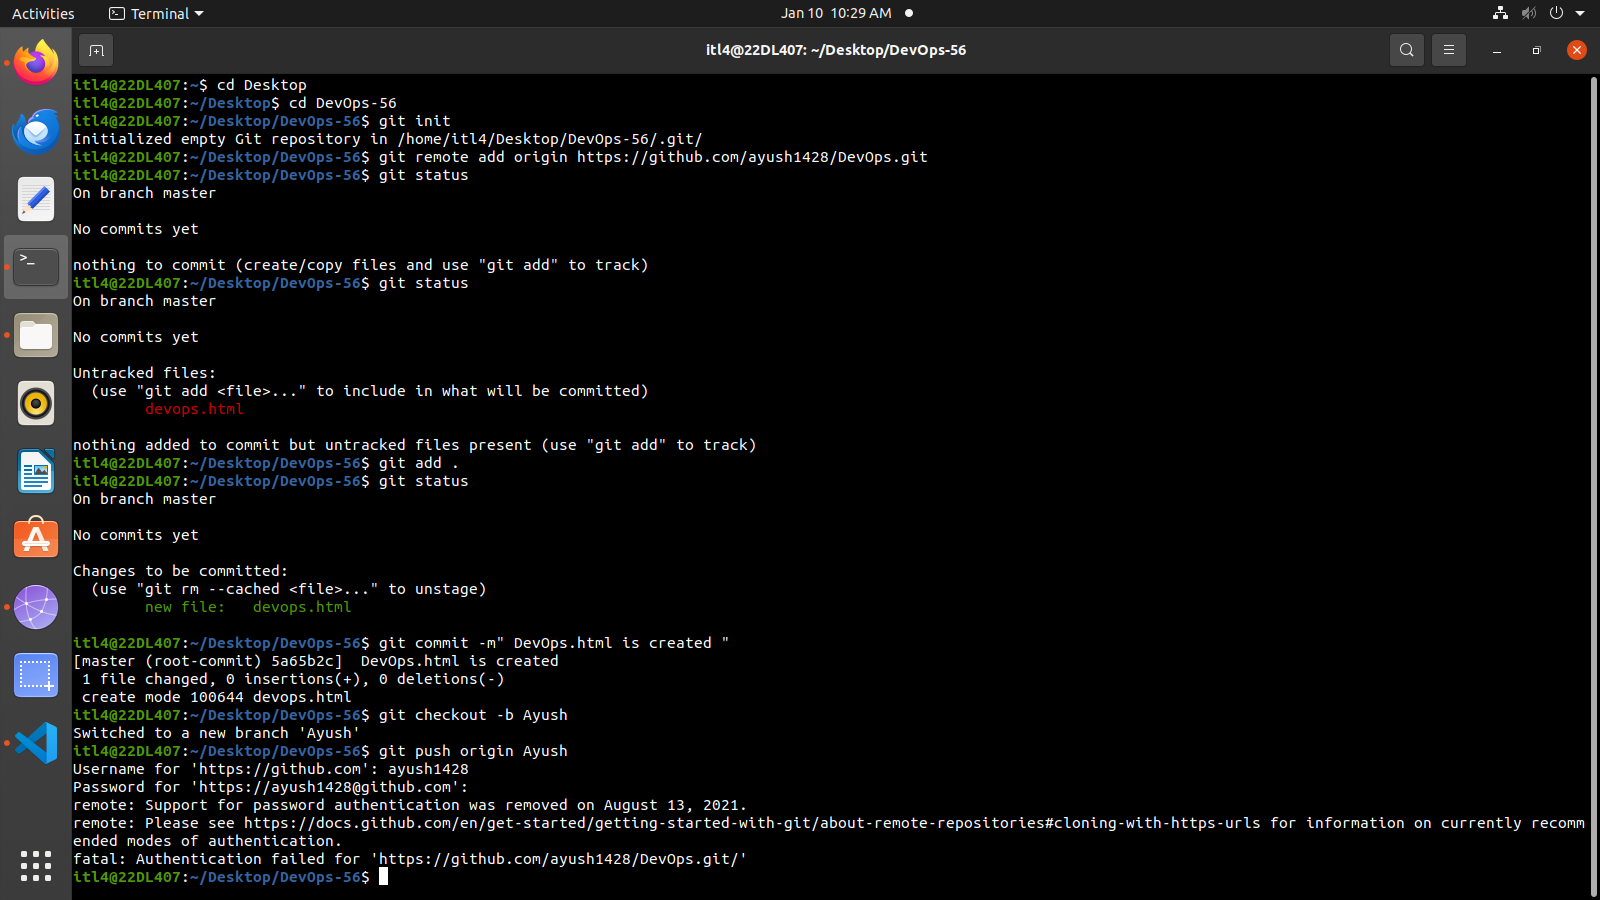 Activities
Terminal
Jan 10 10:29 AM
itl4@22DL407: ~/Desktop/DevOps-56
itl4@22DL407:~$ cd Desktop
itl4@22DL407:~/Desktop$ cd DevOps-56
itl4@22DL407:~/Desktop/DevOps-56$ git init
Initialized empty Git repository in /home/itl4/Desktop/DevOps-56/.git/
itl4@22DL407:~/Desktop/DevOps-56$ git remote add origin https://github.com/ayush1428/DevOps.git
itl4@22DL407:~/Desktop/DevOps-56$ git status
On branch master
No commits yet
nothing to commit (create/copy files and use "git add" to track)
itl4@22DL407:~/Desktop/DevOps-56$ git status
On branch master
No commits yet
Untracked files:
  (use "git add <file>..." to include in what will be committed)
        devops.html
nothing added to commit but untracked files present (use "git add" to track)
itl4@22DL407:~/Desktop/DevOps-56$ git add .
itl4@22DL407:~/Desktop/DevOps-56$ git status
On branch master
No commits yet
Changes to be committed:
  (use "git rm --cached <file>..." to unstage)
        new file:   devops.html
itl4@22DL407:~/Desktop/DevOps-56$ git commit -m" DevOps.html is created "
[master (root-commit) 5a65b2c]  DevOps.html is created
 1 file changed, 0 insertions(+), 0 deletions(-)
 create mode 100644 devops.html
itl4@22DL407:~/Desktop/DevOps-56$ git checkout -b Ayush
Switched to a new branch 'Ayush'
itl4@22DL407:~/Desktop/DevOps-56$ git push origin Ayush
Username for 'https://github.com': ayush1428
Password for 'https://ayush1428@github.com':
remote: Support for password authentication was removed on August 13, 2021.
remote: Please see https://docs.github.com/en/get-started/getting-started-with-git/about-remote-repositories#cloning-with-https-urls for information on currently recomm
ended modes of authentication.
fatal: Authentication failed for 'https://github.com/ayush1428/DevOps.git/'
itl4@22DL407:~/Desktop/DevOps-56$